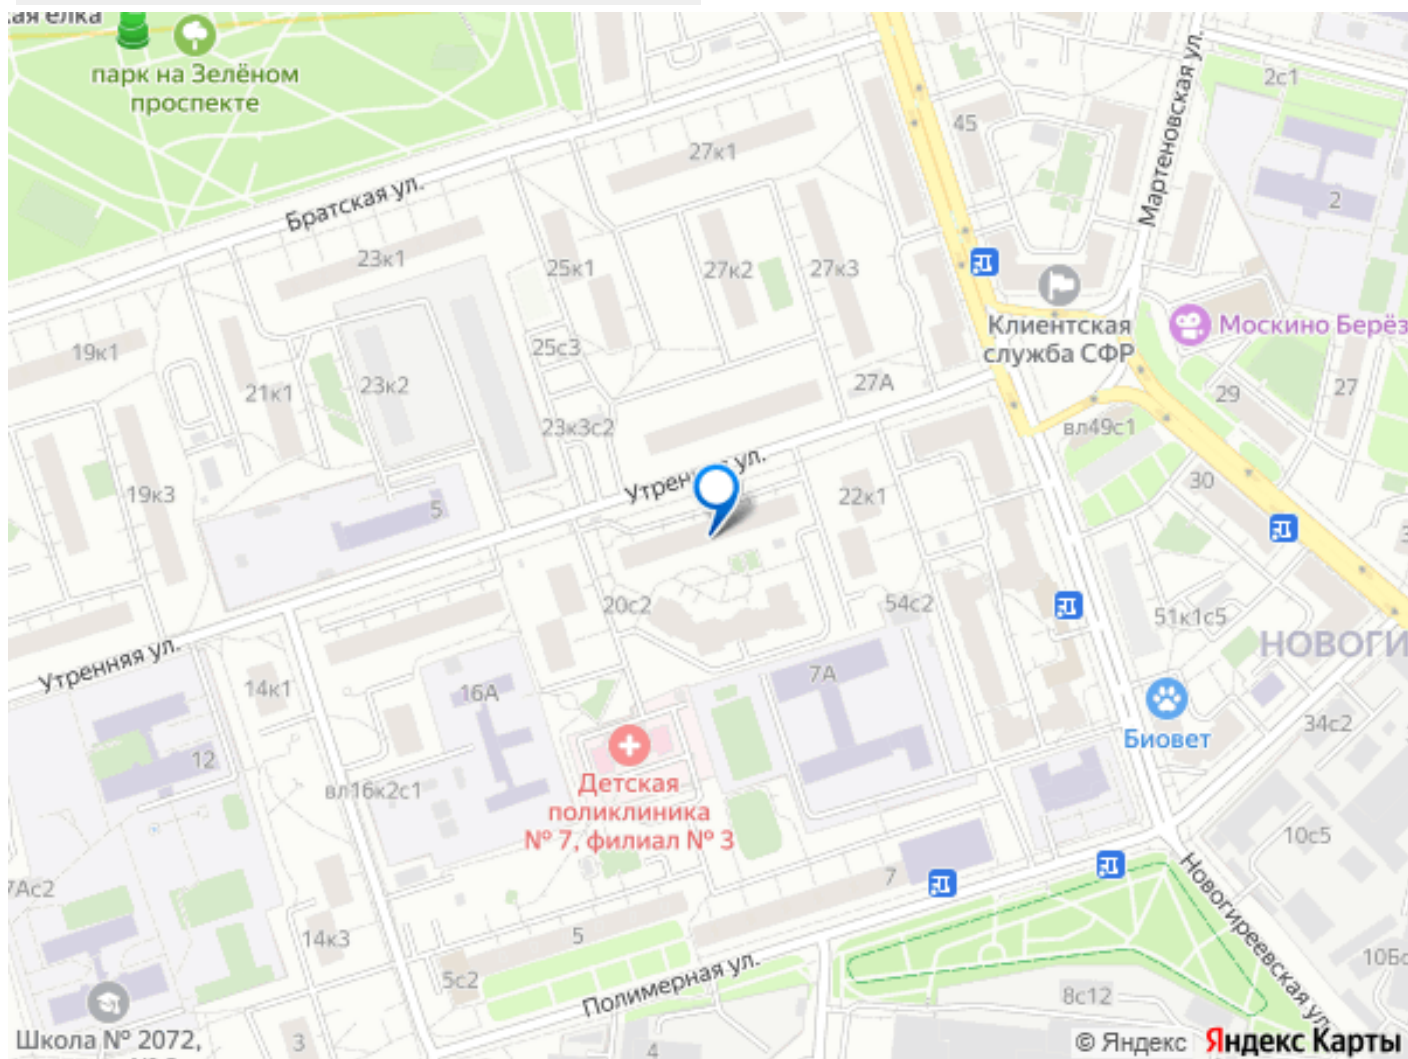 ая ёлка
парк на Зелёном
проспекте
2с1
45
Мартеновская ул.
27к1
2
Братская ул.
23к1
25к1
27к2
27к3
Клиентская
служба СФР
Москино Берёз
19к1
25с3
21к1
23к2
27А
29
27
23к3с2
вл49с1
Утренняя ул.
19к3
5
22к1
30
20с2
54с2
51к1с5
НОВОГИ
Утренняя ул.
14к1
16А
7А
34с2
12
Биовет
вл16к2с1
Детская
поликлиника
№ 7, филиал № 3
10с5
7Ас2
7
Новогиреевская ул.
14к3
5
10Бс
5с2
Полимерная ул.
8с12
Школа № 2072,
3
4
© Яндекс Яндекс Карты